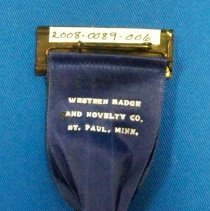 2008-0089-006
WESTERN BADGE
AND NOVELTY CO.
ST. PAUL, MINN.